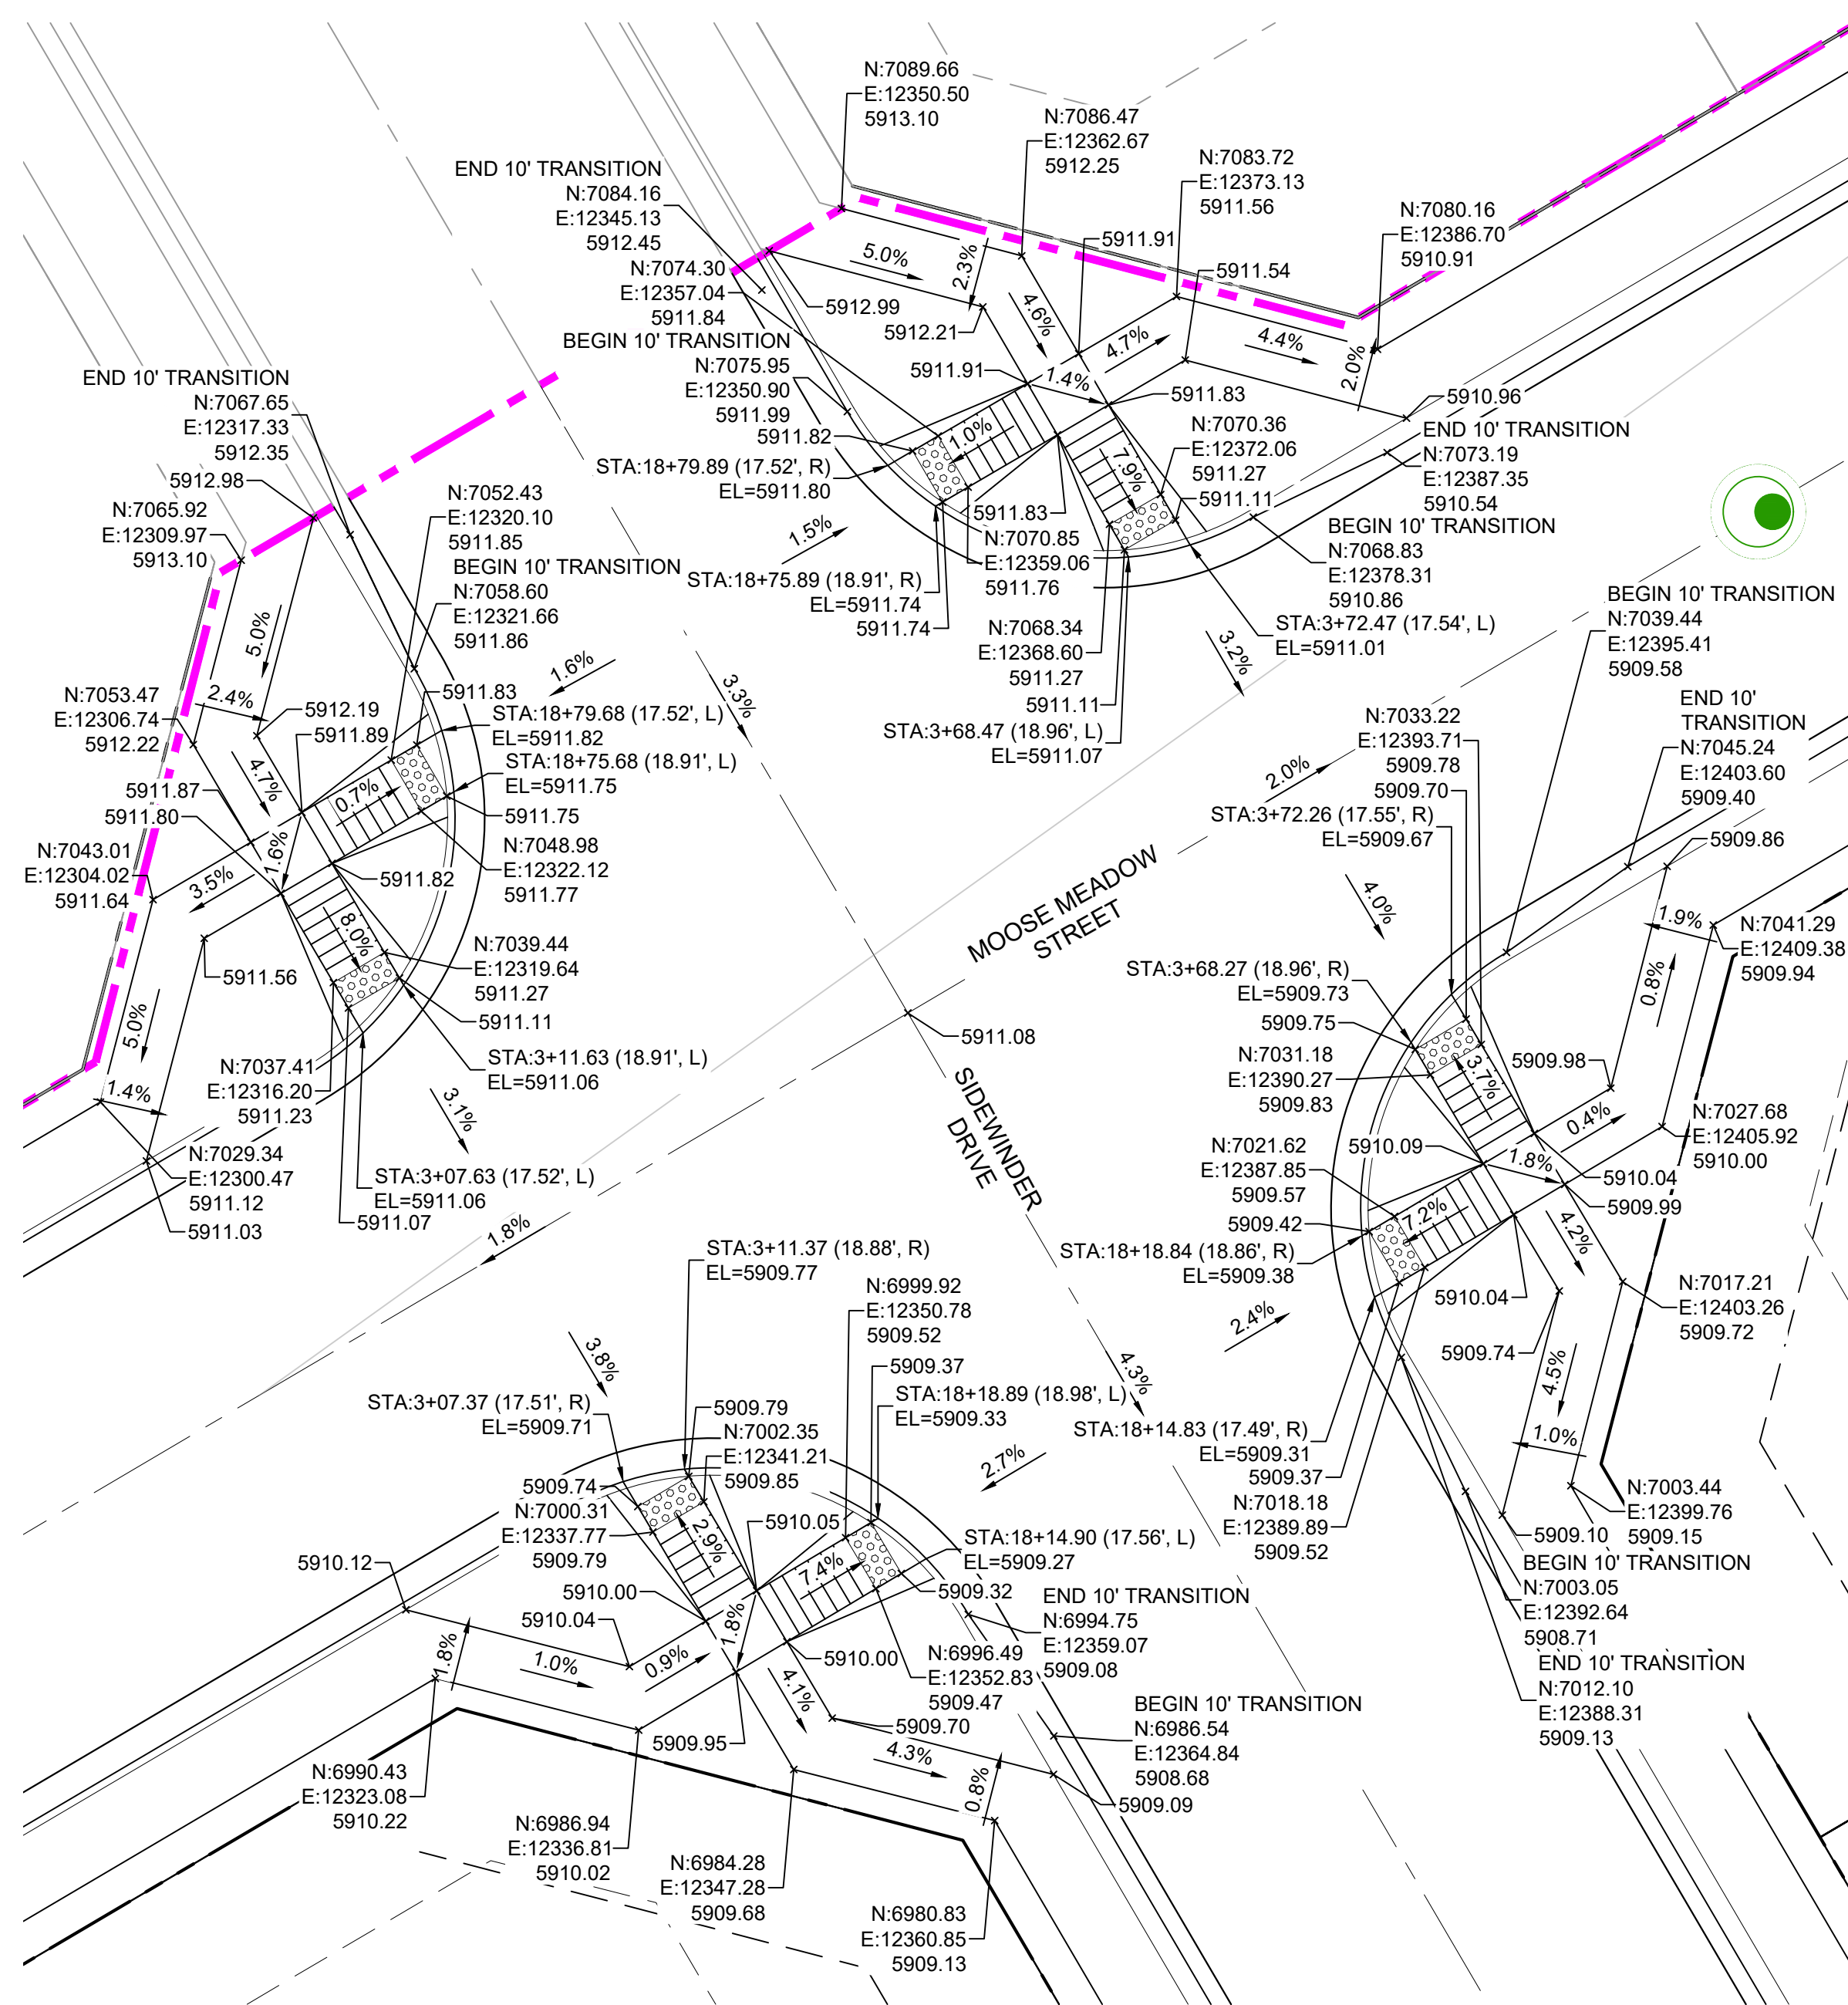 N:7089.66
E:12350.50
5913.10
N:7086.47
E:12362.67
5912.25
N:7083.72
E:12373.13
5911.56
N:7080.16
E:12386.70
5910.91
END 10' TRANSITION
N:7084.16
E:12345.13
5912.45
N:7074.30
E:12357.04
5911.84
BEGIN 10' TRANSITION
N:7075.95
E:12350.90
5911.99
5911.82
STA:18+79.89 (17.52', R)
EL=5911.80
5.0%
2.3%
5912.99
5912.21
4.6%
5911.91
5911.54
4.7%
4.4%
2.0%
5911.91
1.4%
5911.83
5910.96
1.0%
7.9%
N:7070.36
E:12372.06
5911.27
5911.11
END 10' TRANSITION
N:7073.19
E:12387.35
5910.54
BEGIN 10' TRANSITION
N:7068.83
E:12378.31
5910.86
5911.83
N:7070.85
E:12359.06
5911.76
1.5%
STA:18+75.89 (18.91', R)
EL=5911.74
5911.74
N:7068.34
E:12368.60
5911.27
5911.11
STA:3+68.47 (18.96', L)
EL=5911.07
STA:3+72.47 (17.54', L)
EL=5911.01
3.2%
END 10' TRANSITION
N:7067.65
E:12317.33
5912.35
5912.98
N:7065.92
E:12309.97
5913.10
N:7052.43
E:12320.10
5911.85
BEGIN 10' TRANSITION
N:7058.60
E:12321.66
5911.86
5.0%
2.4%
N:7053.47
E:12306.74
5912.22
5912.19
5911.89
5911.83
STA:18+79.68 (17.52', L)
EL=5911.82
STA:18+75.68 (18.91', L)
EL=5911.75
5911.75
1.6%
3.3%
4.7%
0.7%
5911.87
5911.80
1.6%
N:7043.01
E:12304.02
5911.64
3.5%
5911.82
N:7048.98
E:12322.12
5911.77
8.0%
N:7039.44
E:12319.64
5911.27
5911.11
5911.56
5.0%
1.4%
N:7037.41
E:12316.20
5911.23
STA:3+11.63 (18.91', L)
EL=5911.06
3.1%
N:7029.34
E:12300.47
5911.12
5911.03
STA:3+07.63 (17.52', L)
EL=5911.06
5911.07
1.8%
MOOSE MEADOW
STREET
SIDEWINDER
DRIVE
5911.08
2.0%
BEGIN 10' TRANSITION
N:7039.44
E:12395.41
5909.58
END 10'
TRANSITION
N:7045.24
E:12403.60
5909.40
5909.86
N:7033.22
E:12393.71
5909.78
5909.70
STA:3+72.26 (17.55', R)
EL=5909.67
4.0%
STA:3+68.27 (18.96', R)
EL=5909.73
5909.75
N:7031.18
E:12390.27
5909.83
1.9%
N:7041.29
E:12409.38
5909.94
0.8%
3.7%
5909.98
0.4%
N:7027.68
E:12405.92
5910.00
N:7021.62
E:12387.85
5909.57
5910.09
1.8%
5910.04
5909.99
5909.42
7.2%
4.2%
STA:18+18.84 (18.86', R)
EL=5909.38
5910.04
N:7017.21
E:12403.26
5909.72
2.4%
5909.74
4.5%
1.0%
4.3%
STA:18+14.83 (17.49', R)
EL=5909.31
5909.37
N:7018.18
E:12389.89
5909.52
N:7003.44
E:12399.76
5909.15
5909.10
BEGIN 10' TRANSITION
N:7003.05
E:12392.64
5908.71
END 10' TRANSITION
N:7012.10
E:12388.31
5909.13
STA:3+11.37 (18.88', R)
EL=5909.77
N:6999.92
E:12350.78
5909.52
5909.37
STA:18+18.89 (18.98', L)
EL=5909.33
3.8%
STA:3+07.37 (17.51', R)
EL=5909.71
5909.79
N:7002.35
E:12341.21
5909.85
2.7%
5909.74
N:7000.31
E:12337.77
5909.79
2.9%
5910.05
7.4%
STA:18+14.90 (17.56', L)
EL=5909.27
5909.32
5910.12
5910.00
5910.04
1.8%
END 10' TRANSITION
N:6994.75
E:12359.07
5909.08
1.8%
1.0%
0.9%
5910.00
4.1%
N:6996.49
E:12352.83
5909.47
5909.70
5909.95
4.3%
BEGIN 10' TRANSITION
N:6986.54
E:12364.84
5908.68
0.8%
5909.09
N:6990.43
E:12323.08
5910.22
N:6986.94
E:12336.81
5910.02
N:6984.28
E:12347.28
5909.68
N:6980.83
E:12360.85
5909.13